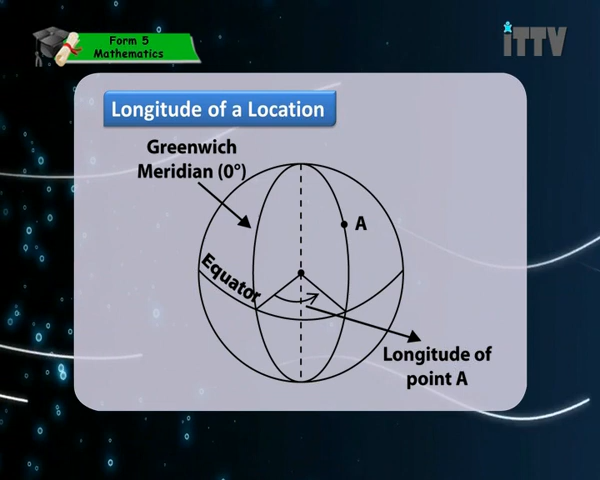 Form 5
Mathematics
iTTV
Longitude of a Location
Greenwich
Meridian (0°)
A
Equator
Longitude of
point A